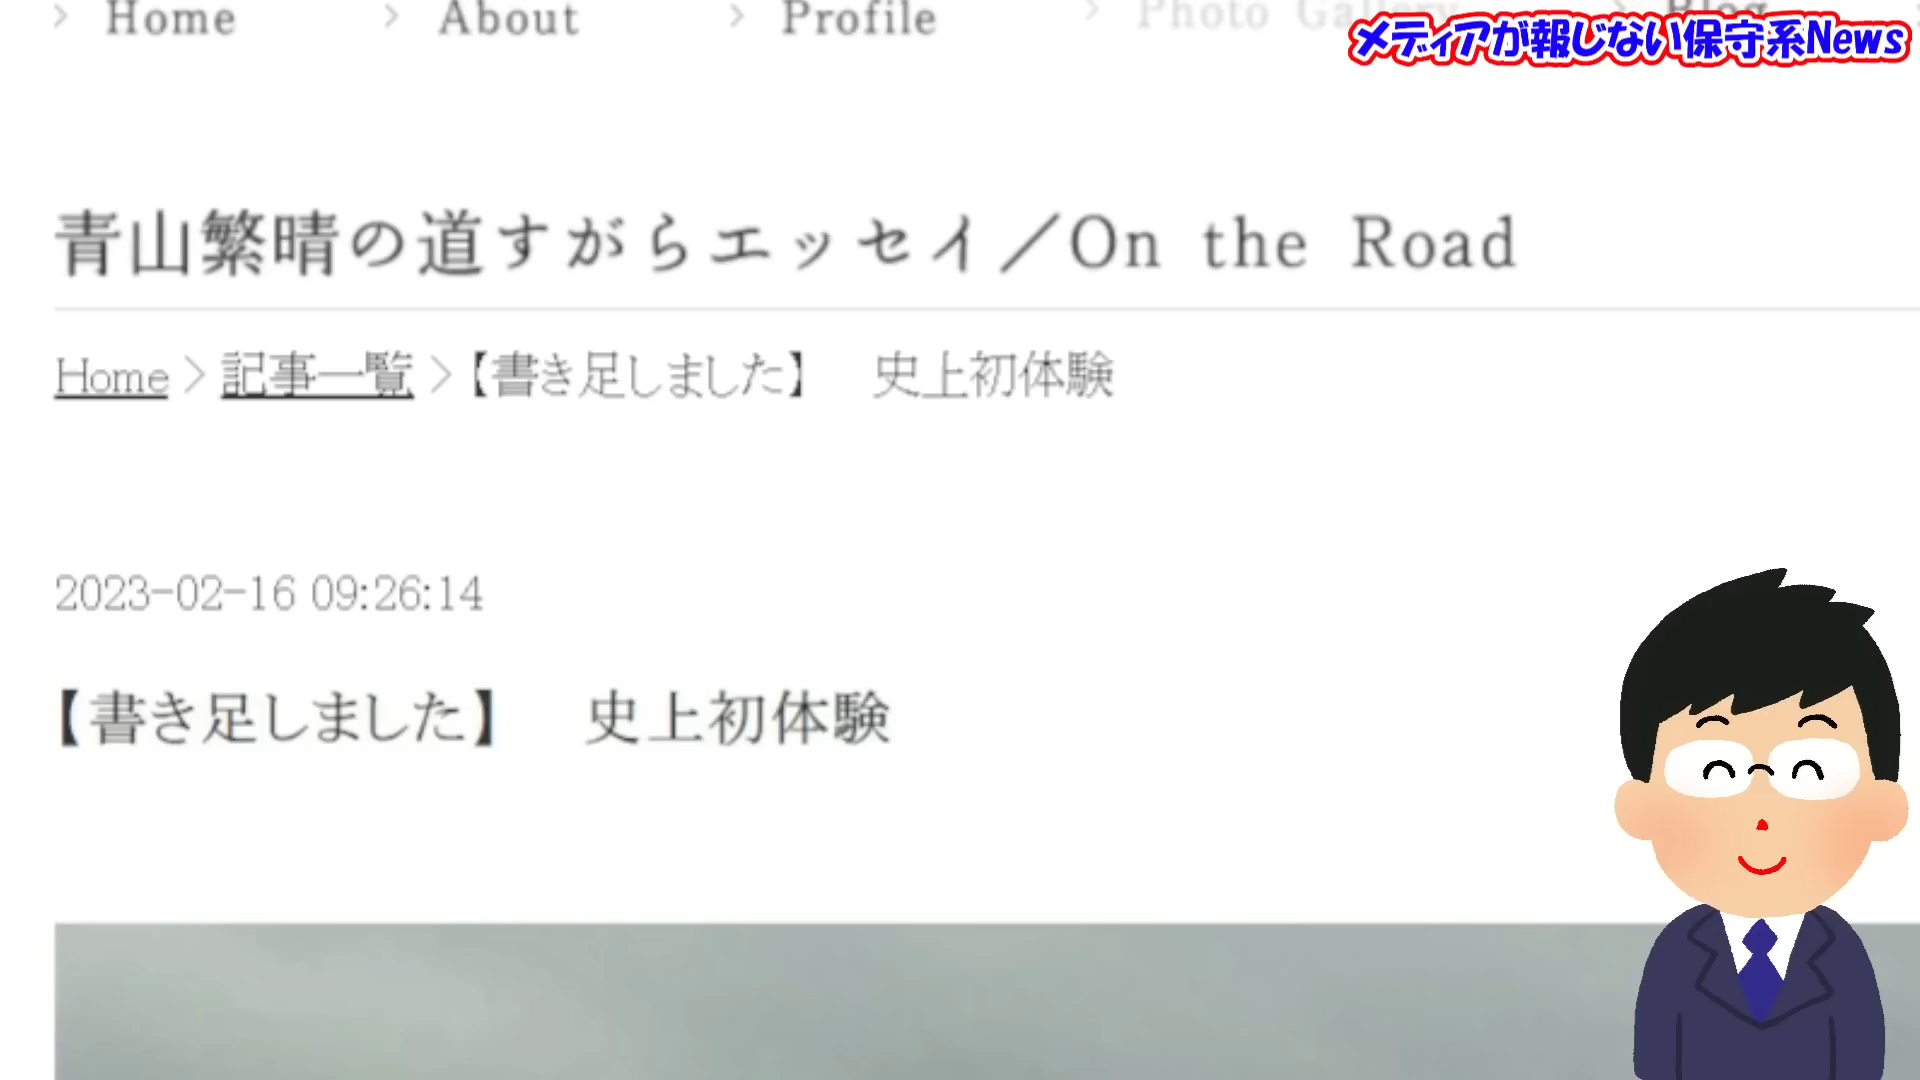 › Home › About › Profile › Photo Gallery › Blog
メディアが報じない保守系News
青山繁晴の道すがらエッセイ／On the Road
Home > 記事一覧 > 【書き足しました】　史上初体験
2023-02-16 09:26:14
【書き足しました】　史上初体験